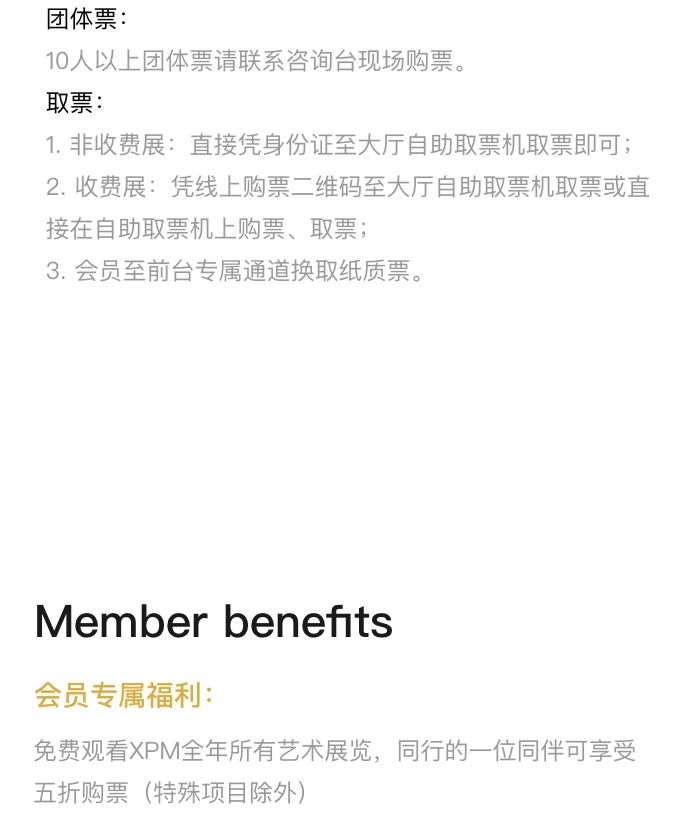 团体票：
10人以上团体票请联系咨询台现场购票。
取票：
1. 非收费展：直接凭身份证至大厅自助取票机取票即可；
2. 收费展：凭线上购票二维码至大厅自助取票机取票或直
接在自助取票机上购票、取票；
3. 会员至前台专属通道换取纸质票。
Member benefits
会员专属福利：
免费观看XPM全年所有艺术展览，同行的一位同伴可享受
五折购票（特殊项目除外）